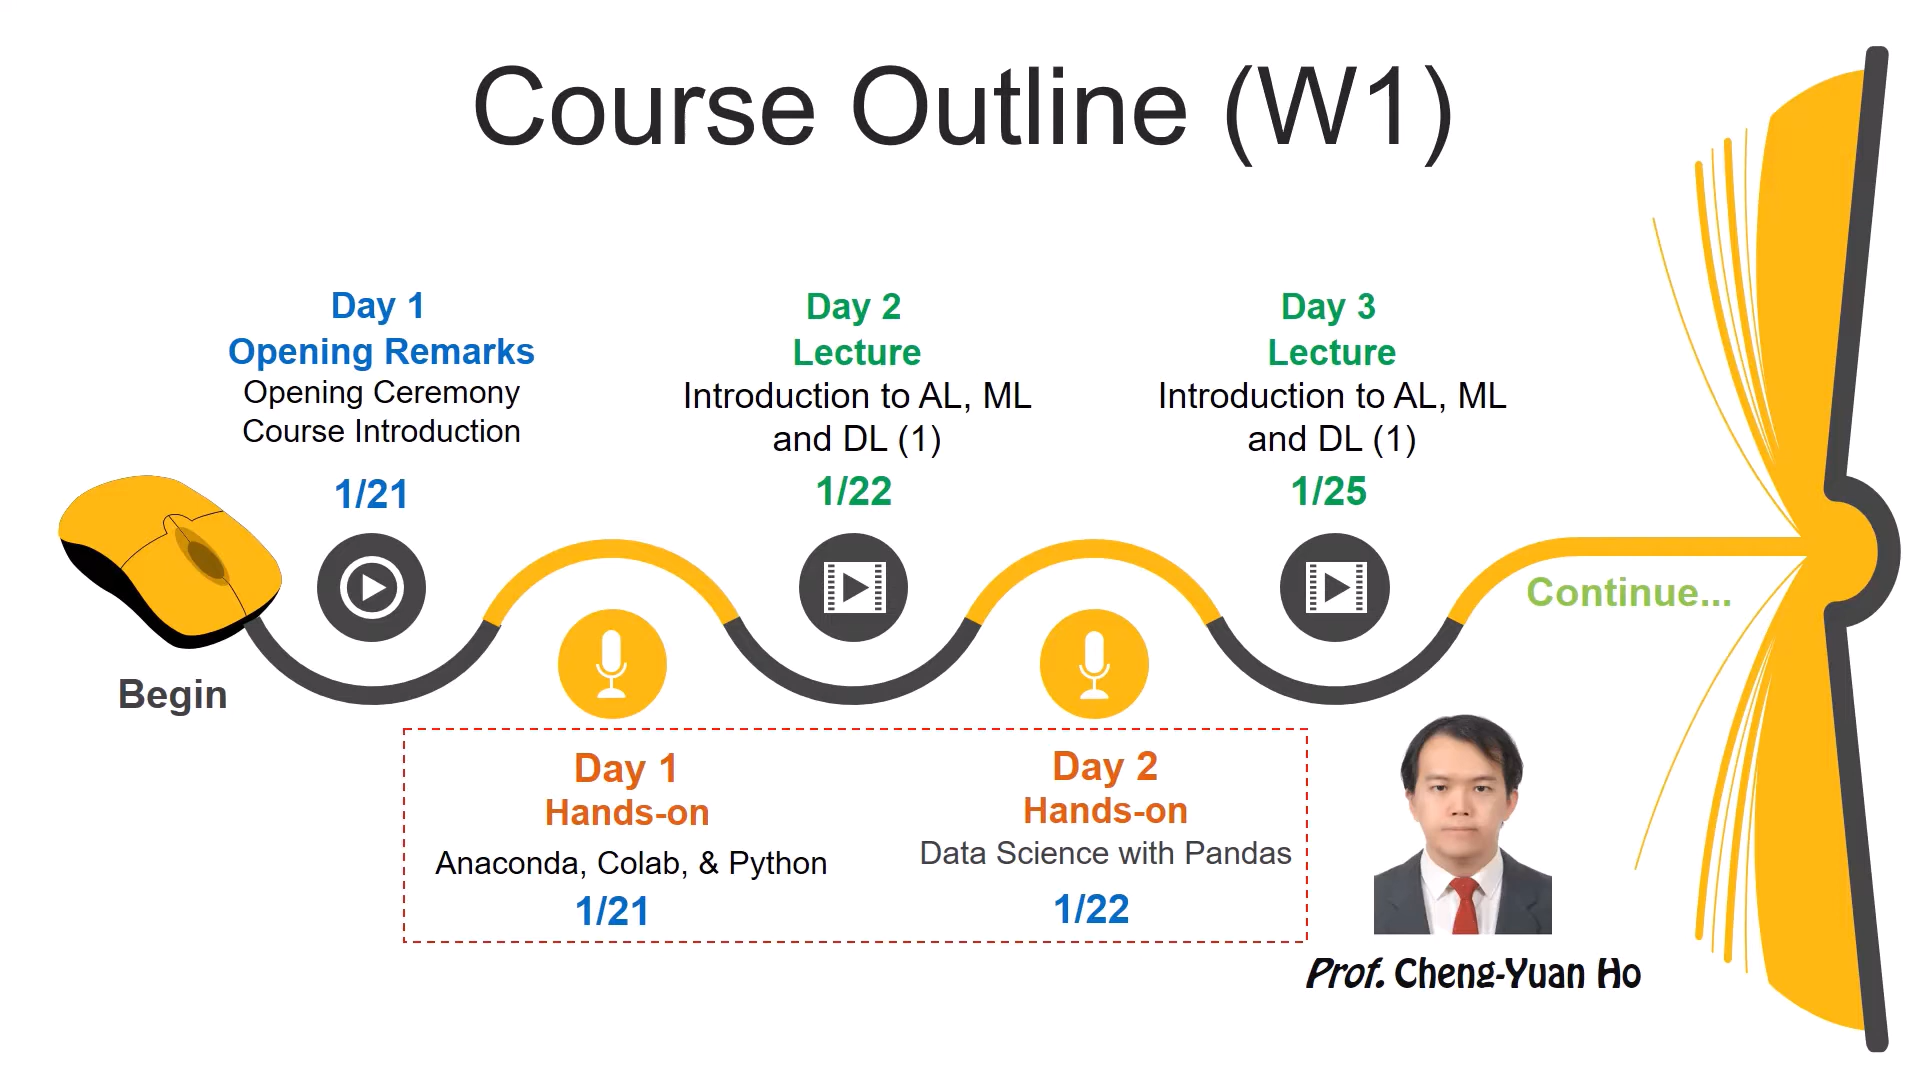 Course Outline (W1)
Day 1
Opening Remarks
Opening Ceremony
Course Introduction
1/21
Day 2
Lecture
Introduction to AL, ML
and DL (1)
1/22
Day 3
Lecture
Introduction to AL, ML
and DL (1)
1/25
Begin
Continue...
Day 1
Hands-on
Anaconda, Colab, & Python
1/21
Day 2
Hands-on
Data Science with Pandas
1/22
Prof. Cheng-Yuan Ho